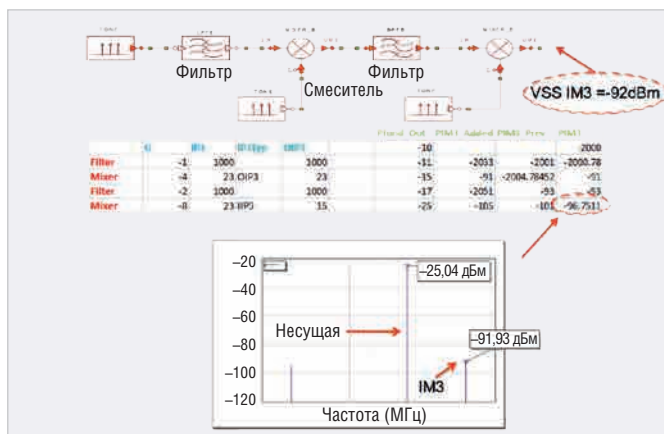 Фильтр
Смеситель
Фильтр
VSS IM3 =-92dBm
-10 2000
Filter -1 1000 1000 -11 -2033 -2001 -2000.78
Mixer -4 23 OIP3 23 -15 -91 -2004.78452 -91
Filter -2 1000 1000 -17 -2051 -93 -93
Mixer -8 23 IIP3 15 -25 -105 -101 -96.7511
–20
–40
–60
–80
–100
–120
–25,04 дБм
Несущая
–91,93 дБм
IM3
Частота (МГц)